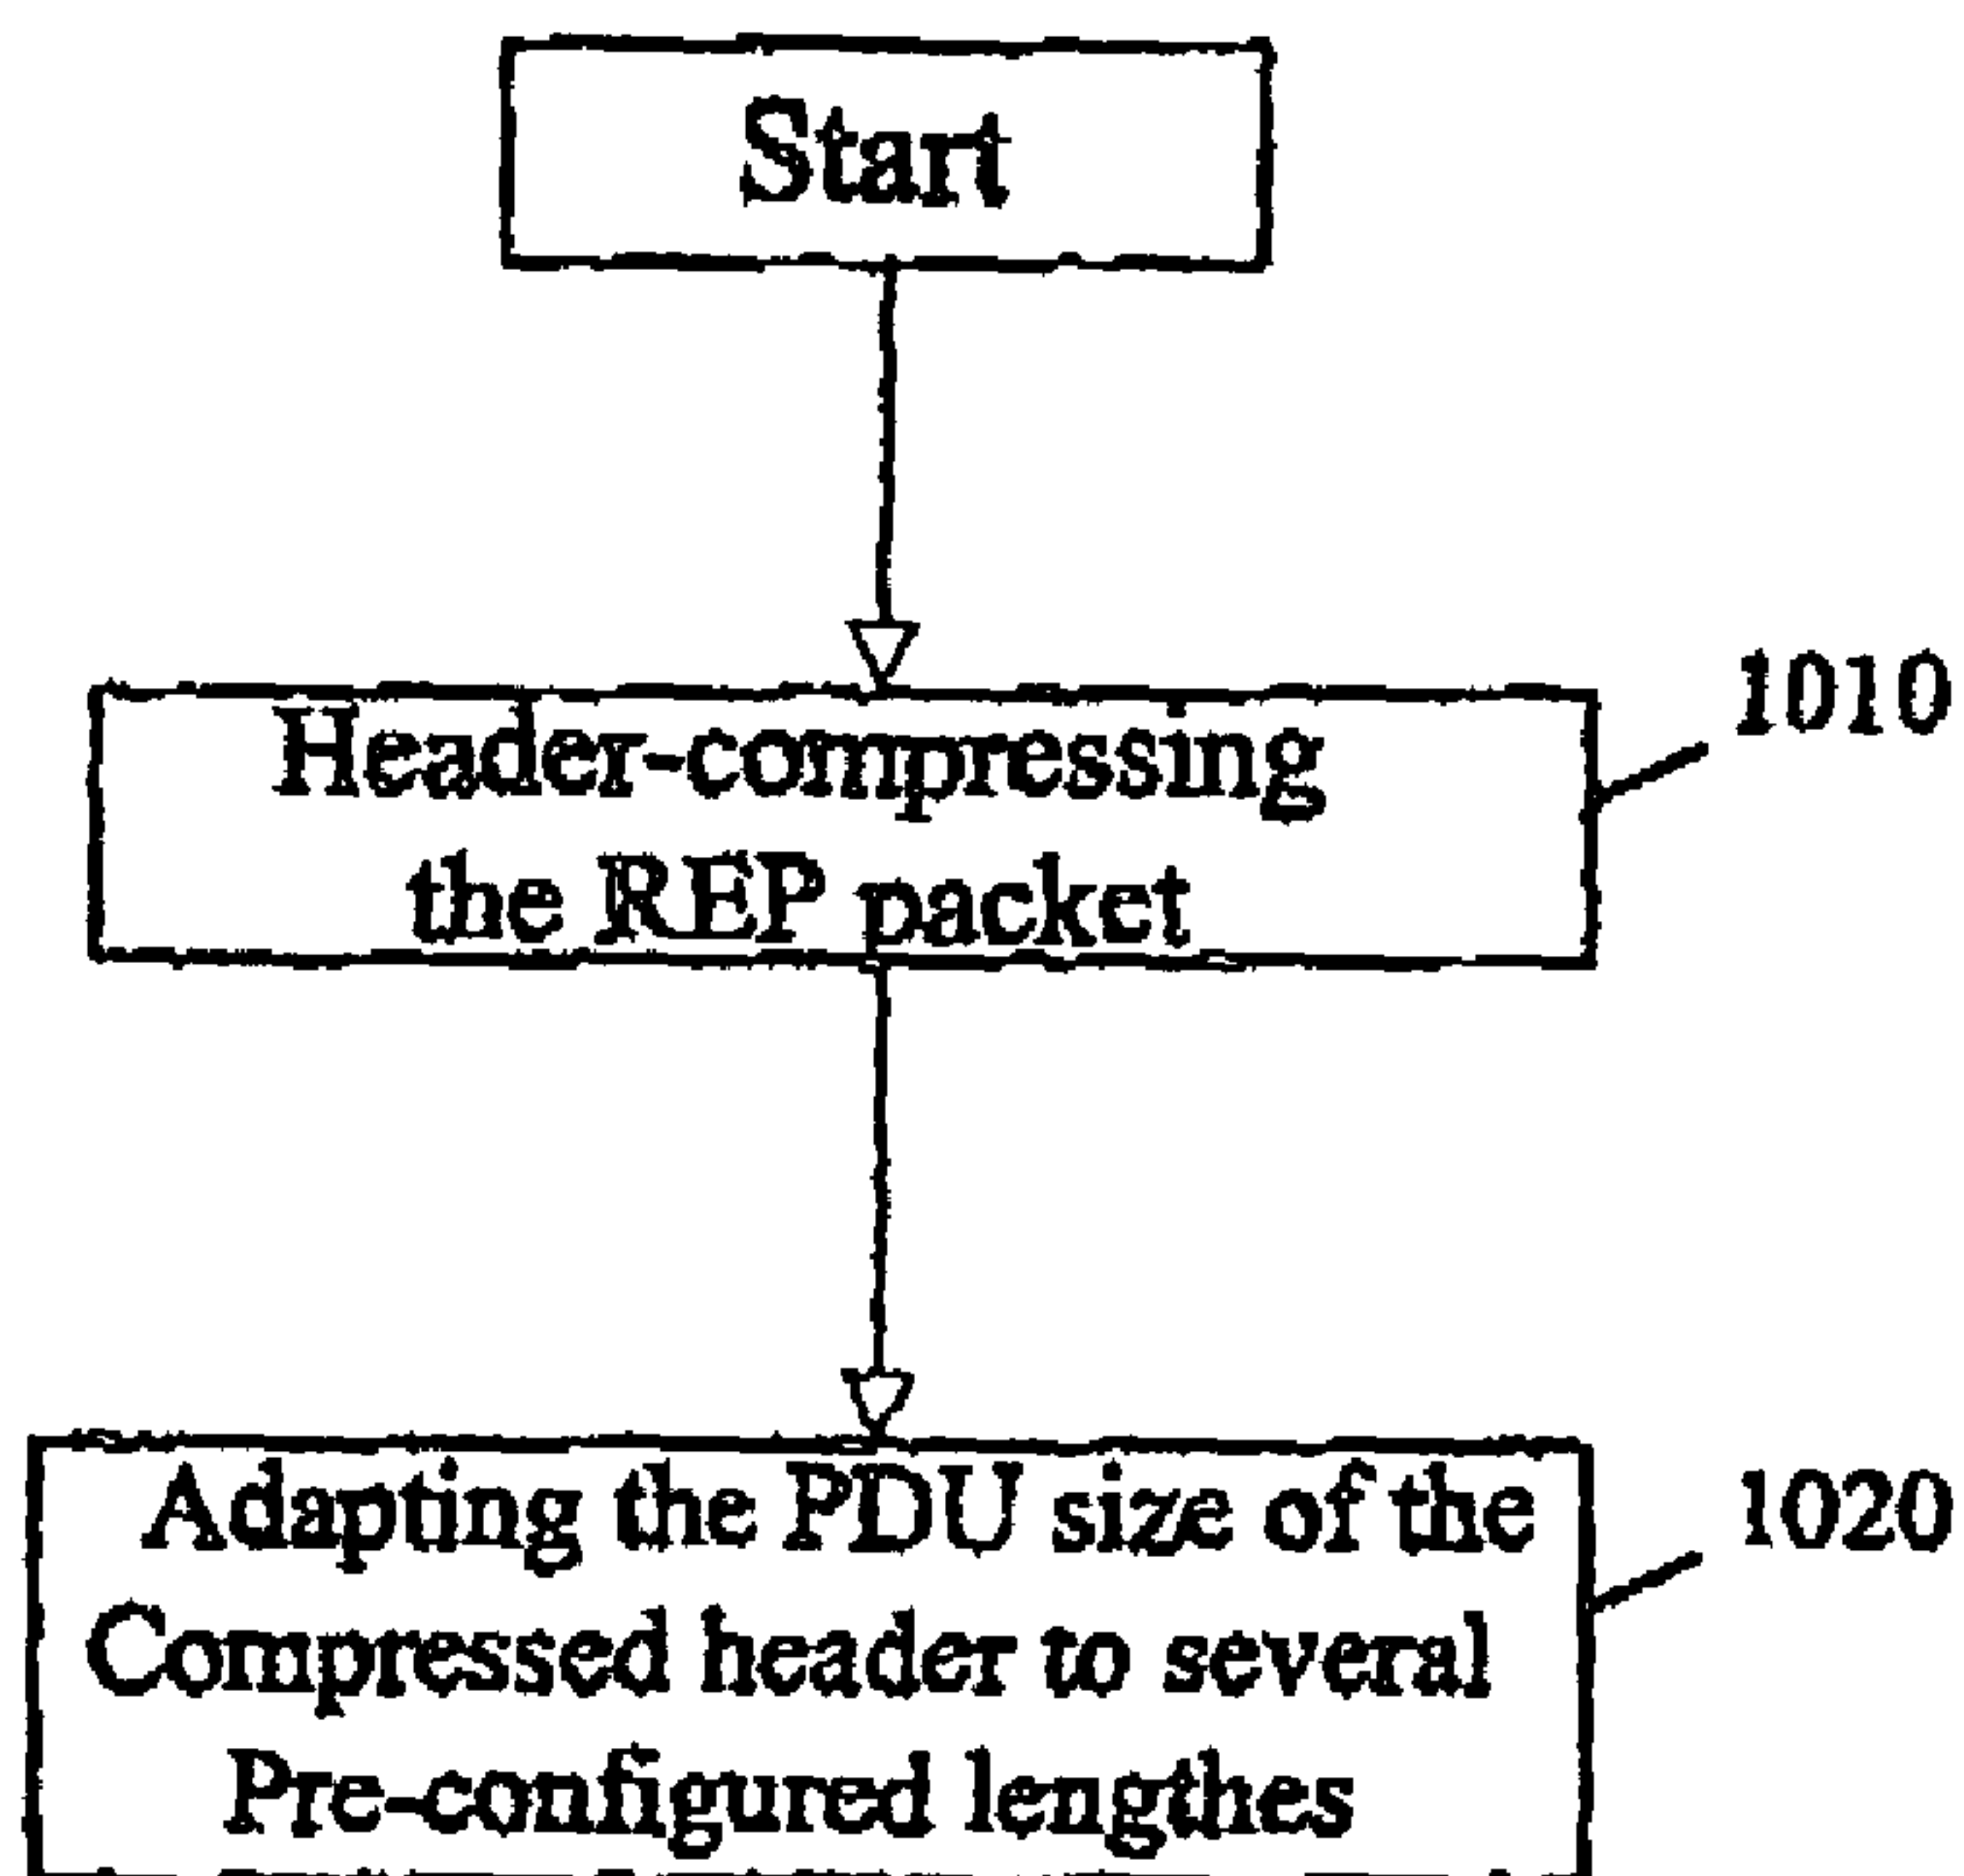 Start
1010
Header-compressing
the REP packet
Adapting the PDU size of the
1020
Compressed header to several
Pre-configured lengthes